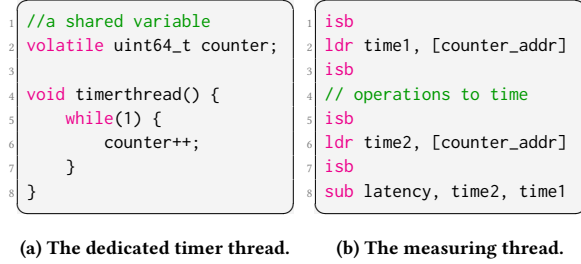 1 //a shared variable
2 volatile uint64_t counter;
3
4 void timerthread() {
5     while(1) {
6         counter++;
7     }
8 }
(a) The dedicated timer thread.
1 isb
2 ldr time1, [counter_addr]
3 isb
4 // operations to time
5 isb
6 ldr time2, [counter_addr]
7 isb
8 sub latency, time2, time1
(b) The measuring thread.